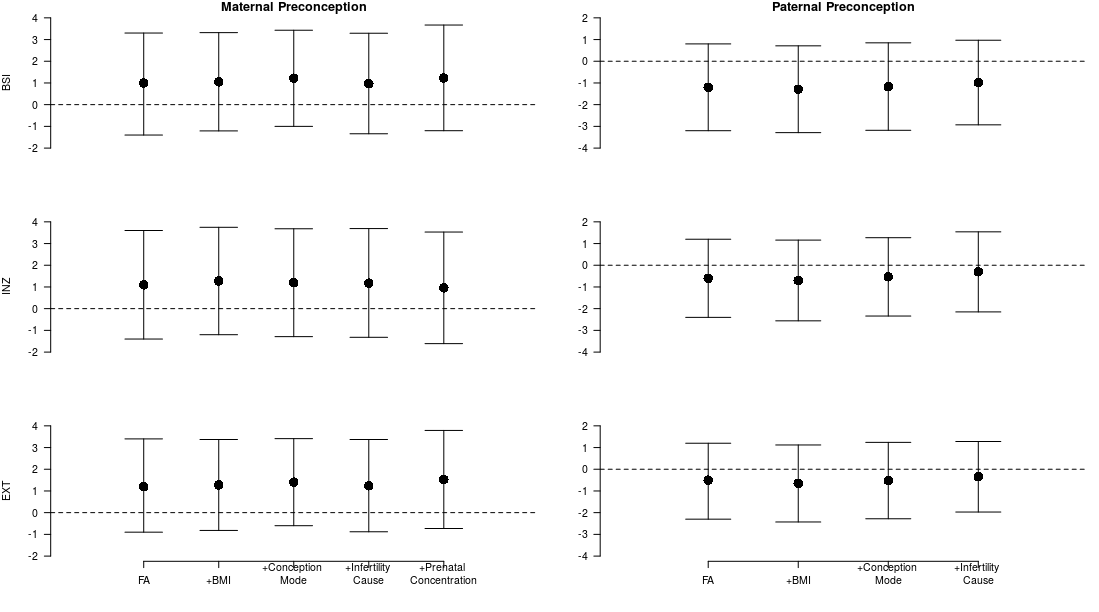 Maternal Preconception
Paternal Preconception
BSI
4
3
2
1
0
-1
-2
2
1
0
-1
-2
-3
-4
INZ
4
3
2
1
0
-1
-2
2
1
0
-1
-2
-3
-4
EXT
4
3
2
1
0
-1
-2
FA
+BMI
+Conception
Mode
+Infertility
Cause
+Prenatal
Concentration
2
1
0
-1
-2
-3
-4
FA
+BMI
+Conception
Mode
+Infertility
Cause